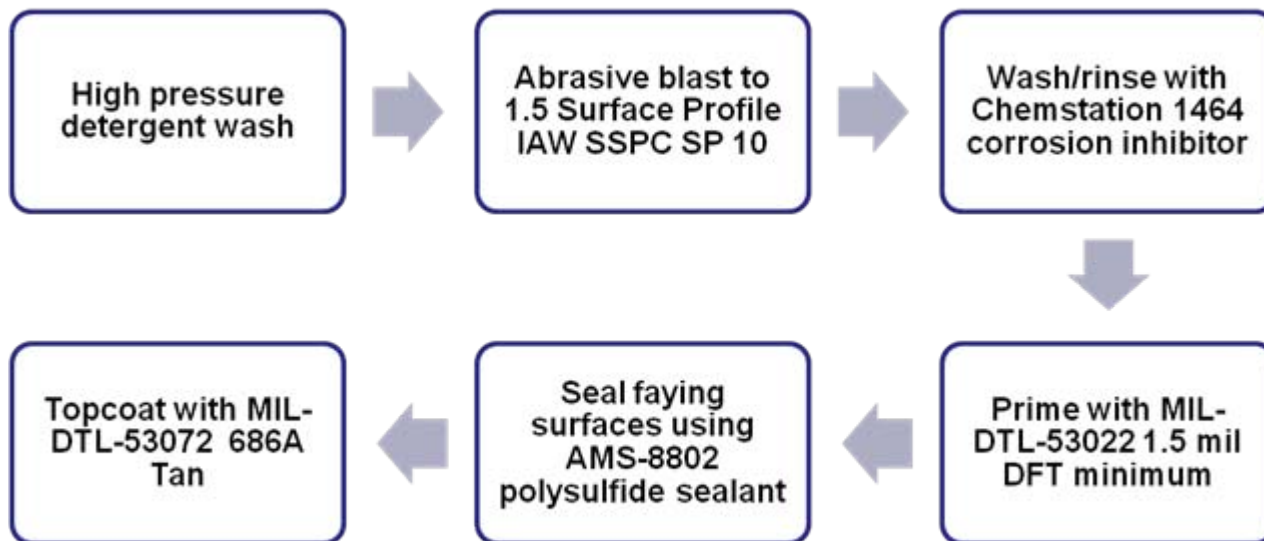 High pressure
detergent wash
Abrasive blast to
1.5 Surface Profile
IAW SSPC SP 10
Wash/rinse with
Chemstation 1464
corrosion inhibitor
Prime with MIL-
DTL-53022 1.5 mil
DFT minimum
Seal faying
surfaces using
AMS-8802
polysulfide sealant
Topcoat with MIL-
DTL-53072 686A
Tan